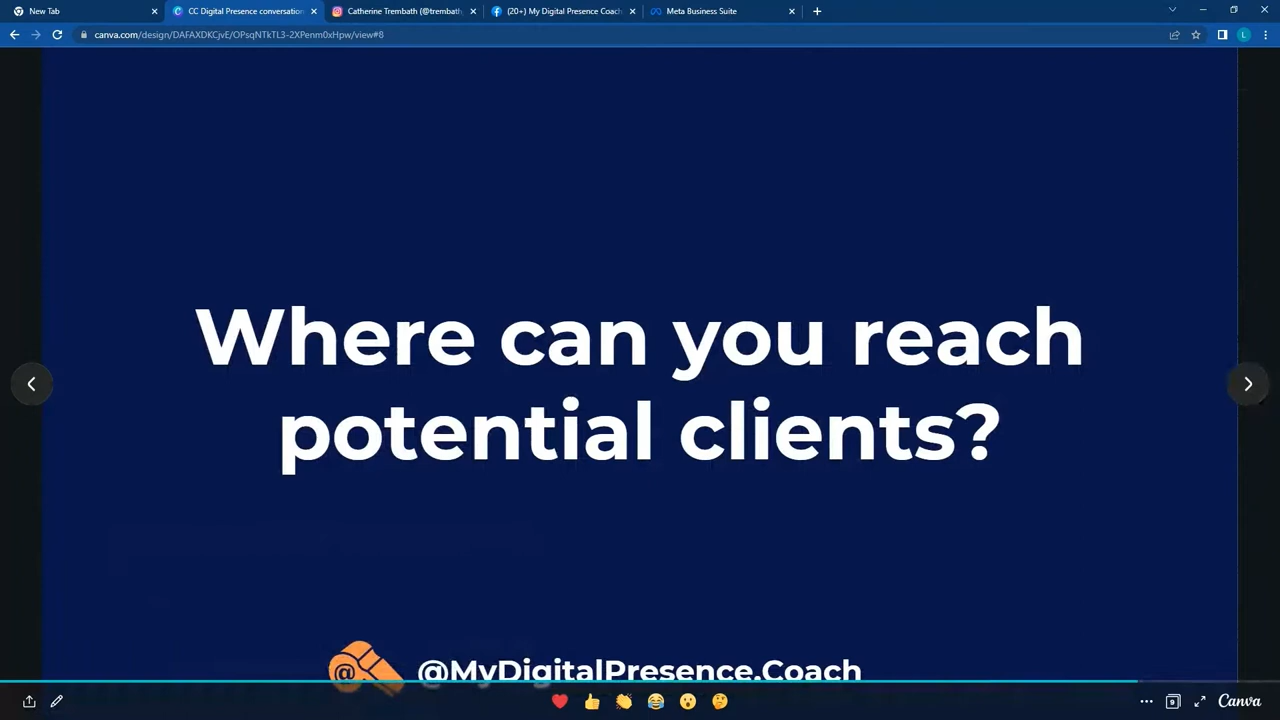 New Tab
CC Digital Presence conversation
Catherine Trembath (@trembath
(20+) My Digital Presence Coach
Meta Business Suite
canva.com/design/DAFAXDKCjvE/OPsqNTkTL3-2XPenm0xHpw/view#8
L
Where can you reach
potential clients?
@
@MyDigitalPresence.Coach
9
Canva